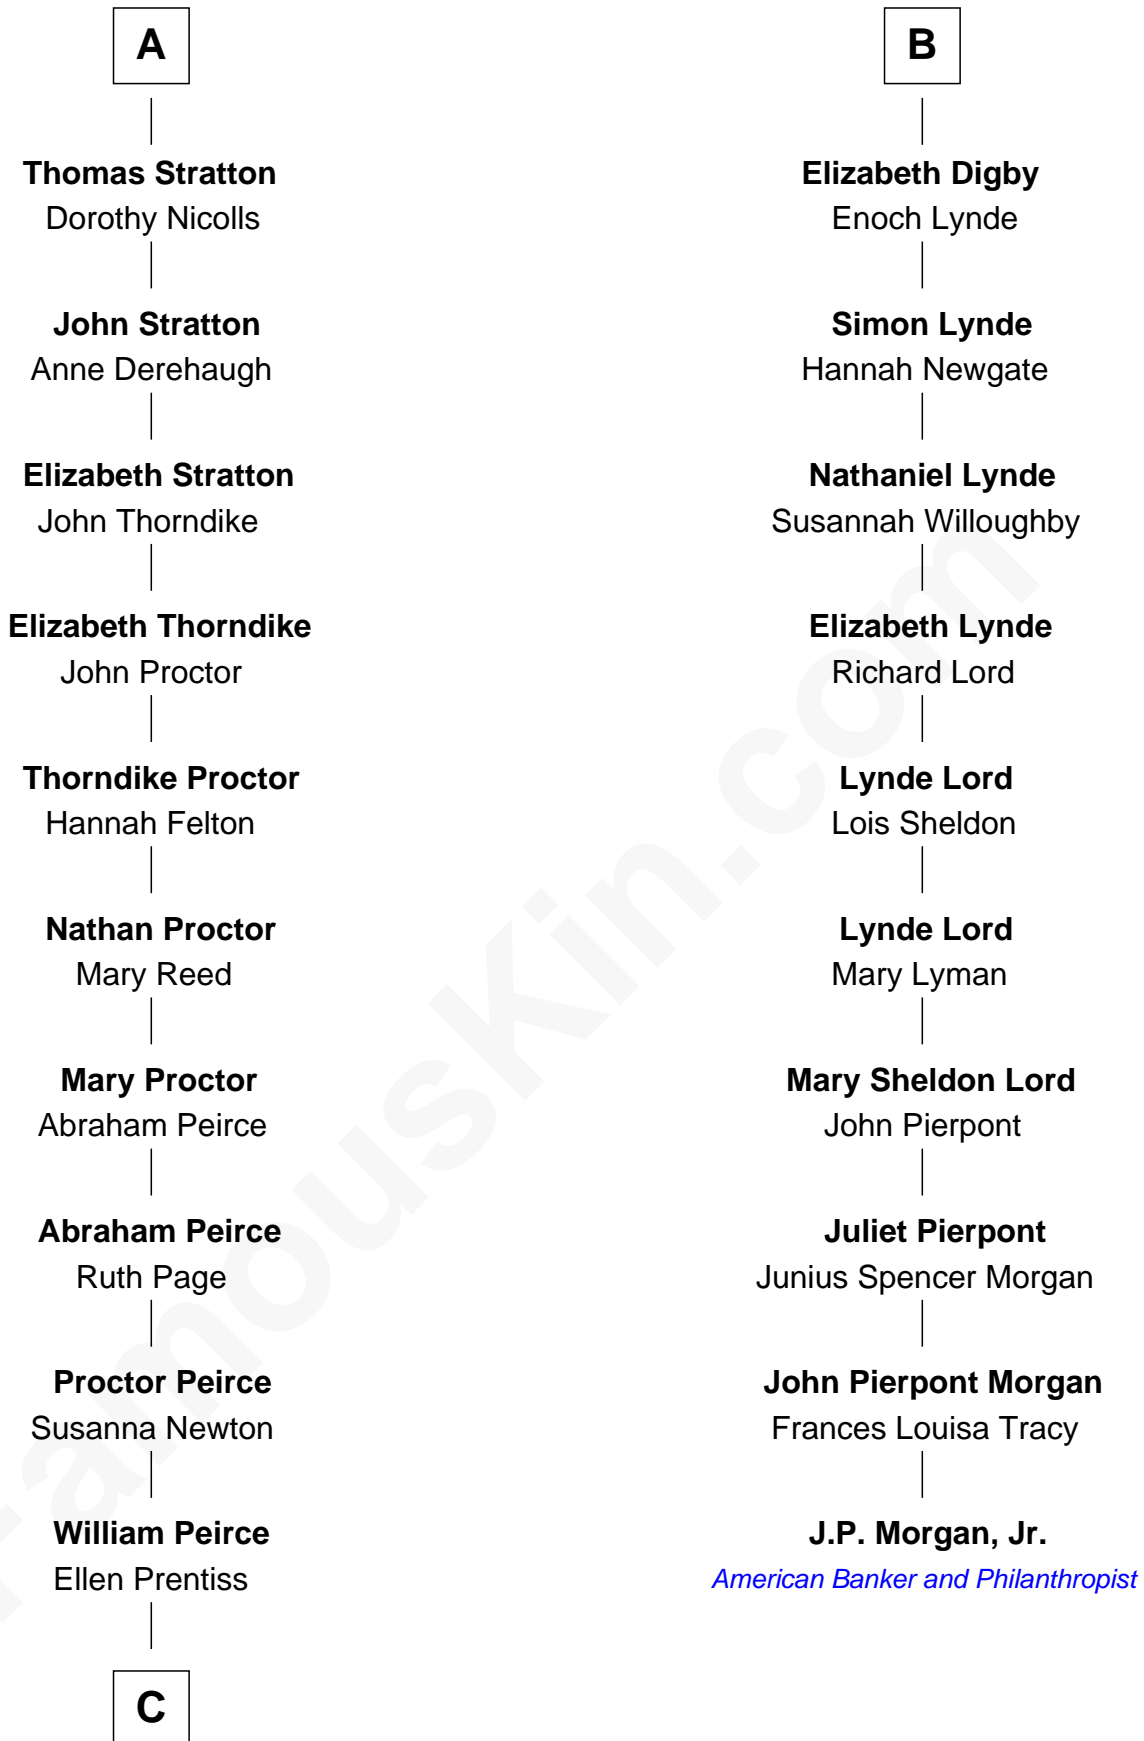 A
Thomas Stratton
Dorothy Nicolls
John Stratton
Anne Derehaugh
Elizabeth Stratton
John Thorndike
Elizabeth Thorndike
John Proctor
Thorndike Proctor
Hannah Felton
Nathan Proctor
Mary Reed
Mary Proctor
Abraham Peirce
Abraham Peirce
Ruth Page
Proctor Peirce
Susanna Newton
William Peirce
Ellen Prentiss
C
B
Elizabeth Digby
Enoch Lynde
Simon Lynde
Hannah Newgate
Nathaniel Lynde
Susannah Willoughby
Elizabeth Lynde
Richard Lord
Lynde Lord
Lois Sheldon
Lynde Lord
Mary Lyman
Mary Sheldon Lord
John Pierpont
Juliet Pierpont
Junius Spencer Morgan
John Pierpont Morgan
Frances Louisa Tracy
J.P. Morgan, Jr.
American Banker and Philanthropist
FamousKin.com